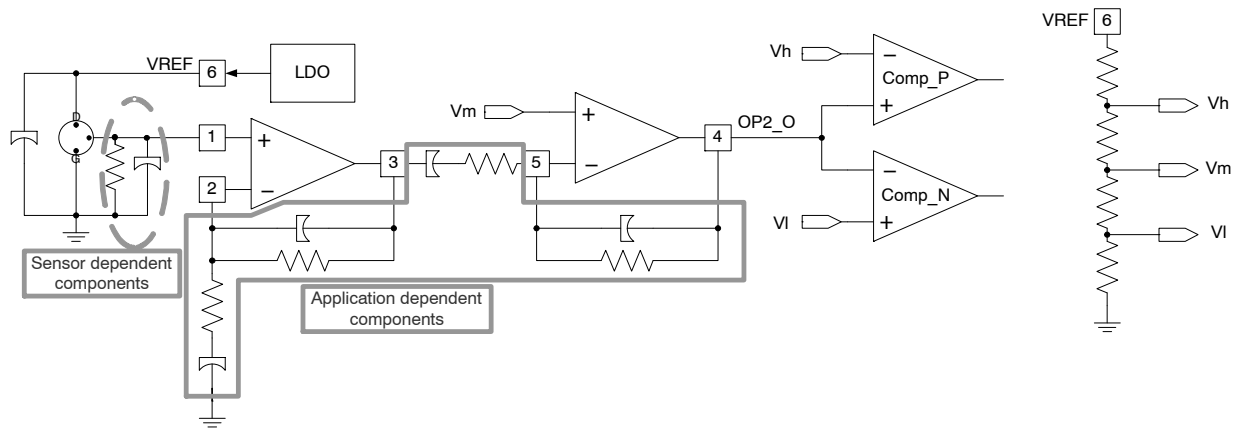 VREF 6
LDO
D
G
1
2
3
Vm
5
4
OP2_O
Vh
Comp_P
Comp_N
Vl
Sensor dependent
components
Application dependent
components
VREF 6
Vh
Vm
Vl